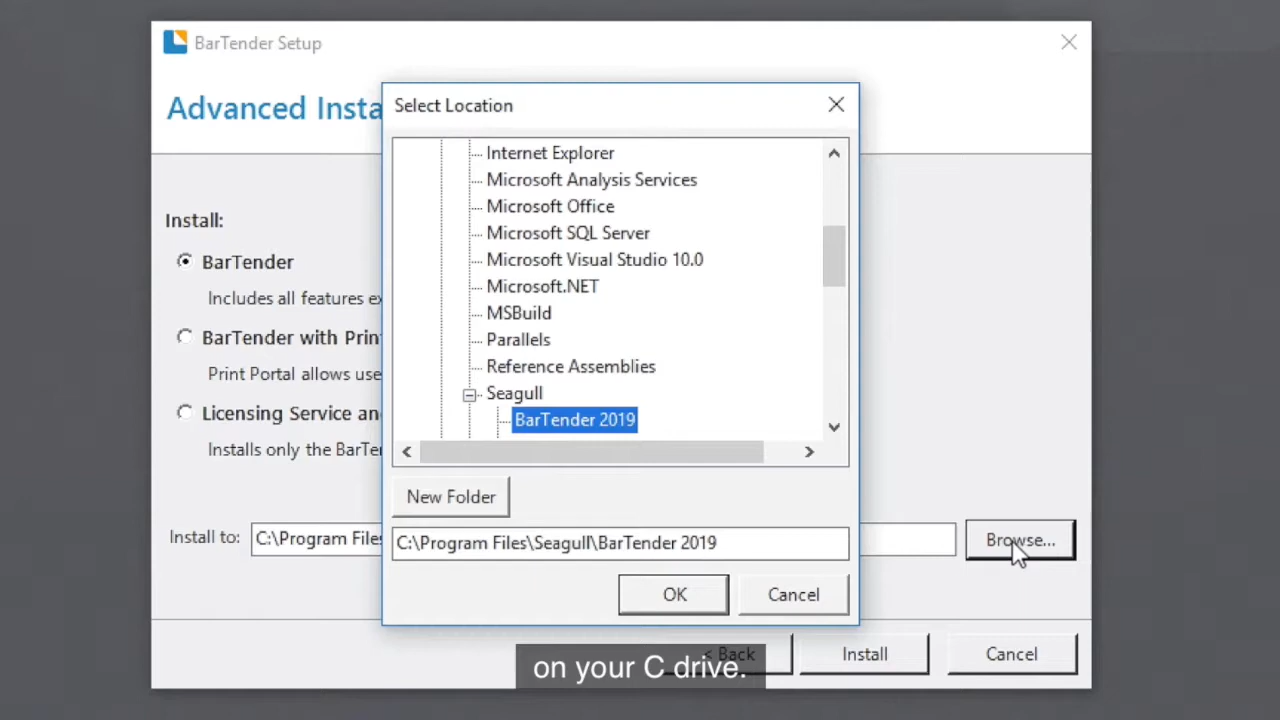 BarTender Setup
Advanced Insta
Select Location
Internet Explorer
Microsoft Analysis Services
Microsoft Office
Microsoft SQL Server
Microsoft Visual Studio 10.0
Microsoft.NET
MSBuild
Parallels
Reference Assemblies
Seagull
BarTender 2019
New Folder
C:\Program Files\Seagull\BarTender 2019
OK
Cancel
Install:
BarTender
Includes all features ex
BarTender with Prin
Print Portal allows use
Licensing Service an
Installs only the BarTe
Install to:
C:\Program Files
Browse...
< Back
Install
Cancel
on your C drive.